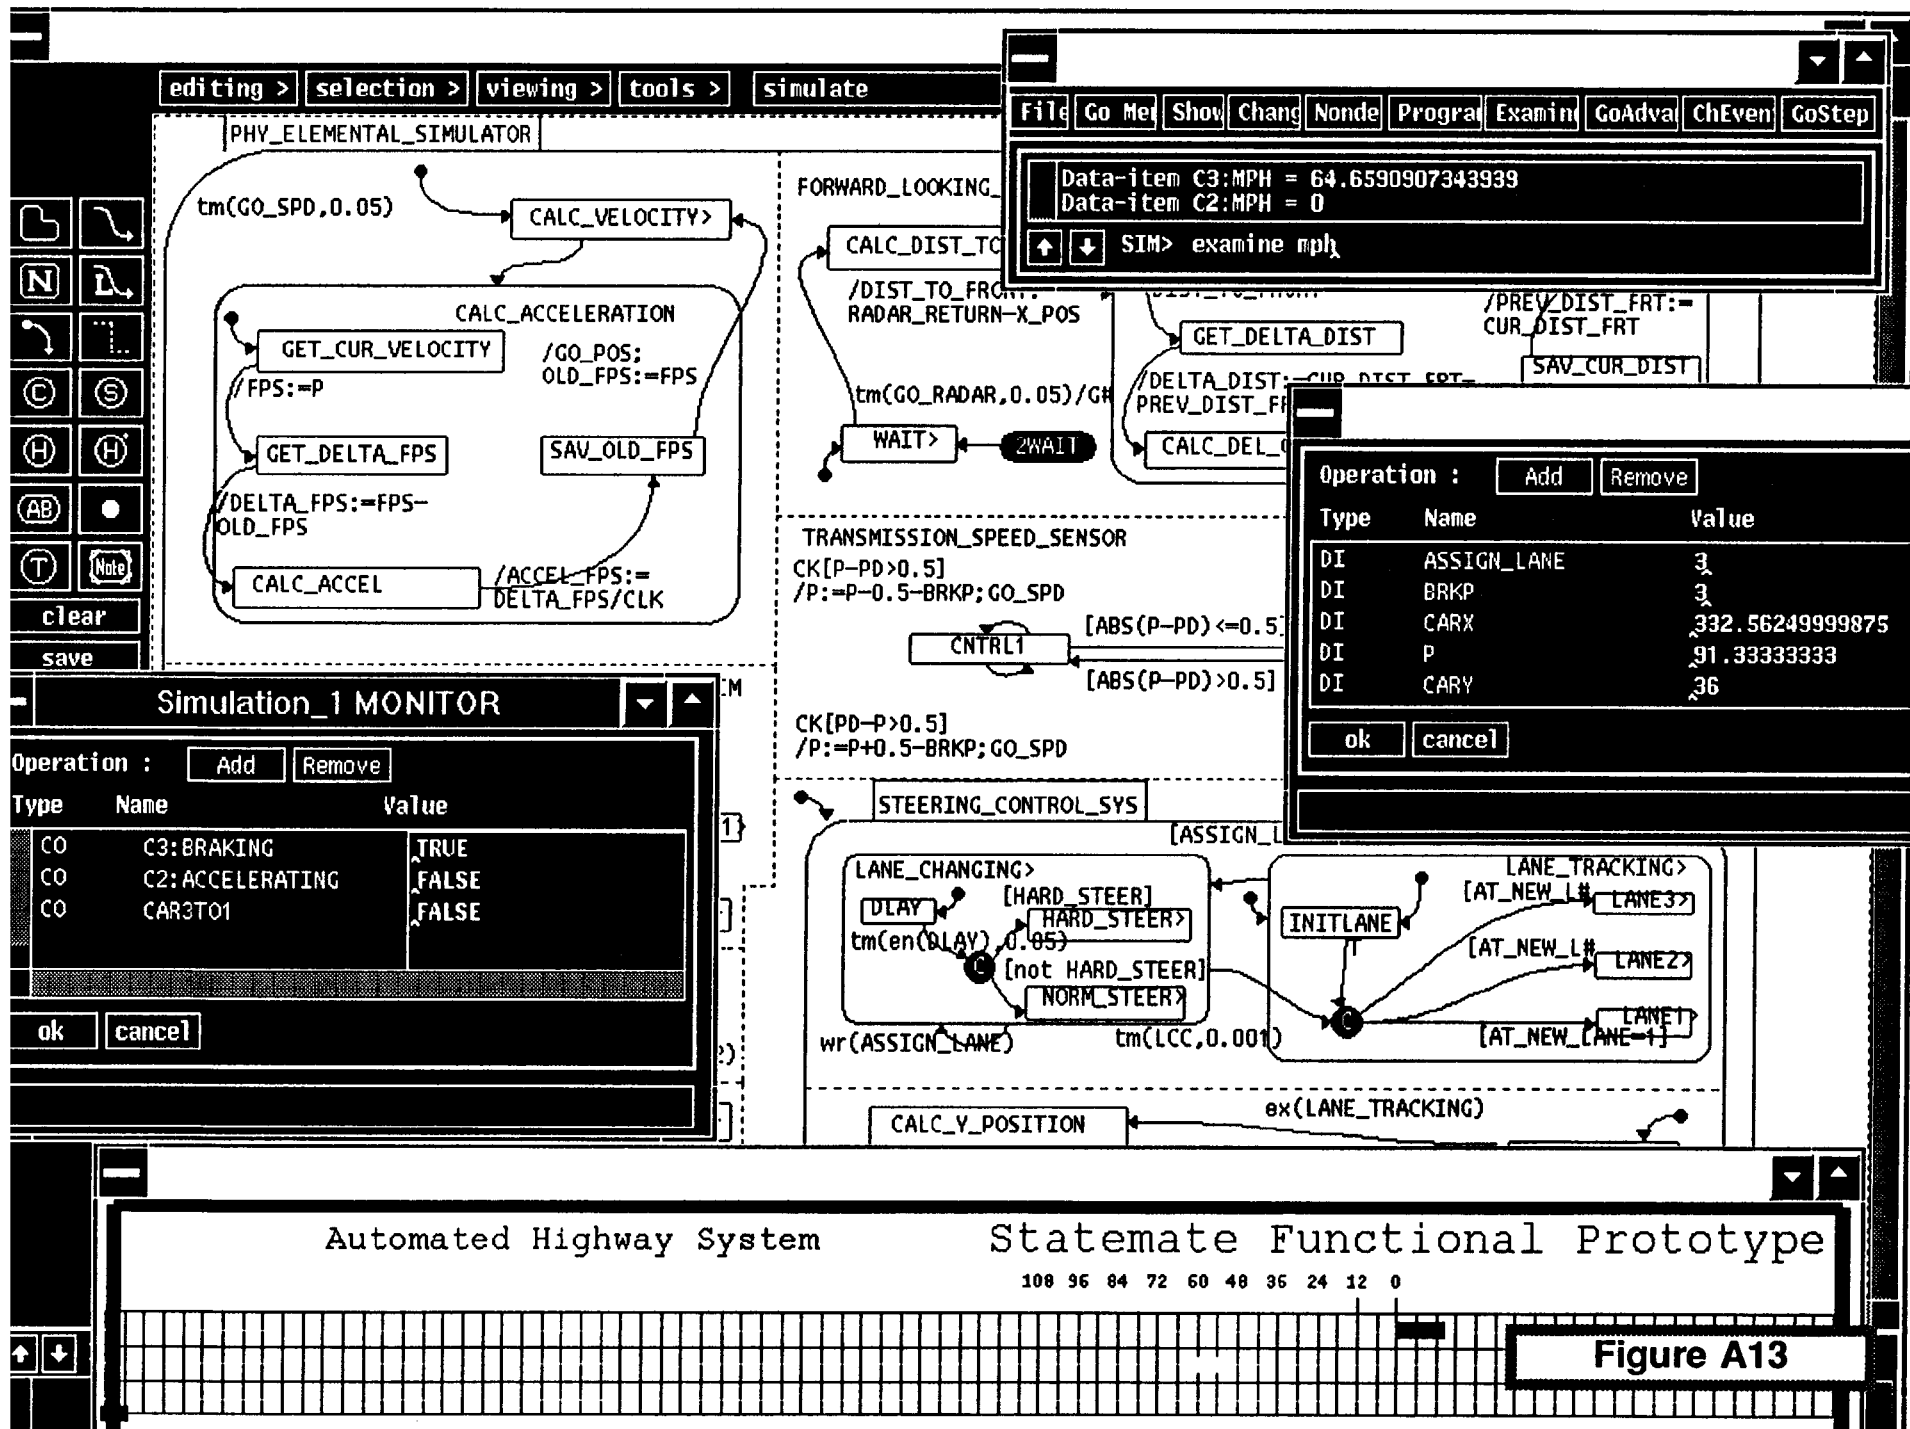 editing > selection > viewing > tools > simulate
PHY_ELEMENTAL_SIMULATOR
tm(GO_SPD,0.05)
CALC_VELOCITY>
CALC_ACCELERATION
GET_CUR_VELOCITY
/GO_POS;
OLD_FPS:=FPS
/FPS:=P
GET_DELTA_FPS
SAV_OLD_FPS
/DELTA_FPS:=FPS-
OLD_FPS
CALC_ACCEL
/ACCEL_FPS:=
DELTA_FPS/CLK
N
L
C
S
H
H*
AB
T
Note
clear
save
FORWARD_LOOKING_
CALC_DIST_TO
/DIST_TO_FRONT:
RADAR_RETURN-X_POS
tm(GO_RADAR,0.05)/G#
WAIT>
2WAIT
DIST_TO_FRONT
GET_DELTA_DIST
/PREV_DIST_FRT:=
CUR_DIST_FRT
SAV_CUR_DIST
/DELTA_DIST:=CUR_DIST_FRT-
PREV_DIST_F
CALC_DEL_
File Go Me Show Chang Nonde Progra Examin GoAdva ChEven GoStep
Data-item C3:MPH = 64.6590907343939
Data-item C2:MPH = 0
SIM> examine mph
Operation : Add Remove
Type Name Value
DI ASSIGN_LANE 3
DI BRKP 3
DI CARX 332.56249999875
DI P 91.33333333
DI CARY 36
ok cancel
TRANSMISSION_SPEED_SENSOR
CK[P-PD>0.5]
/P:=P-0.5-BRKP;GO_SPD
CNTRL1
[ABS(P-PD)<=0.5]
[ABS(P-PD)>0.5]
CK[PD-P>0.5]
/P:=P+0.5-BRKP;GO_SPD
M
Simulation_1 MONITOR
Operation : Add Remove
Type Name Value
CO C3:BRAKING TRUE
CO C2:ACCELERATING FALSE
CO CAR3TO1 FALSE
ok cancel
STEERING_CONTROL_SYS
[ASSIGN_L
LANE_CHANGING>
DLAY
[HARD_STEER]
HARD_STEER>
tm(en(DLAY),0.05)
C
[not HARD_STEER]
NORM_STEER>
wr(ASSIGN_LANE)
tm(LCC,0.001)
LANE_TRACKING>
INITLANE
[AT_NEW_L#
LANE3>
[AT_NEW_L#
LANE2>
C
LANE1>
[AT_NEW_LANE=1]
ex(LANE_TRACKING)
CALC_Y_POSITION
Automated Highway System Statemate Functional Prototype
108 96 84 72 60 48 36 24 12 0
Figure A13